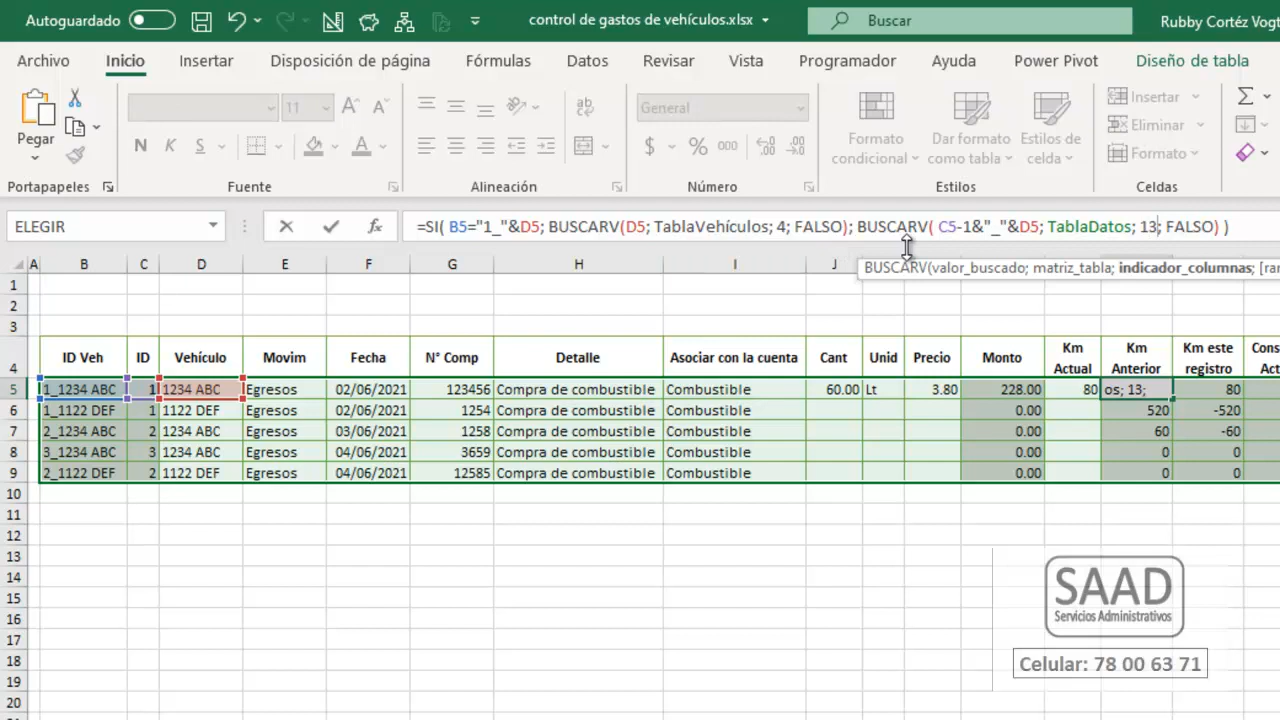 Autoguardado
control de gastos de vehículos.xlsx
Buscar
Rubby Cortéz Vogt
Archivo Inicio Insertar Disposición de página Fórmulas Datos Revisar Vista Programador Ayuda Power Pivot Diseño de tabla
Pegar
Portapapeles
11
N K S
A
Fuente
ab
Alineación
General
$ % 000
Número
Formato condicional
Dar formato como tabla
Estilos de celda
Estilos
Insertar
Eliminar
Formato
Celdas
ELEGIR
fx
=SI( B5="1_"&D5; BUSCARV(D5; TablaVehículos; 4; FALSO); BUSCARV( C5-1&"_"&D5; TablaDatos; 13; FALSO) )
BUSCARV(valor_buscado; matriz_tabla; indicador_columnas; [ran
A B C D E F G H I J K L M N O P
1
2
3
4 ID Veh ID Vehículo Movim Fecha N° Comp Detalle Asociar con la cuenta Cant Unid Precio Monto Km Actual Km Anterior Km este registro Cons Act
5 1_1234 ABC 1 1234 ABC Egresos 02/06/2021 123456 Compra de combustible Combustible 60.00 Lt 3.80 228.00 80 os; 13; 80
6 1_1122 DEF 1 1122 DEF Egresos 02/06/2021 1254 Compra de combustible Combustible 0.00 520 -520
7 2_1234 ABC 2 1234 ABC Egresos 03/06/2021 1258 Compra de combustible Combustible 0.00 60 -60
8 3_1234 ABC 3 1234 ABC Egresos 04/06/2021 3659 Compra de combustible Combustible 0.00 0 0
9 2_1122 DEF 2 1122 DEF Egresos 04/06/2021 12585 Compra de combustible Combustible 0.00 0 0
10
11
12
13
14
15
16
17
18
19
20
SAAD
Servicios Administrativos
Celular: 78 00 63 71